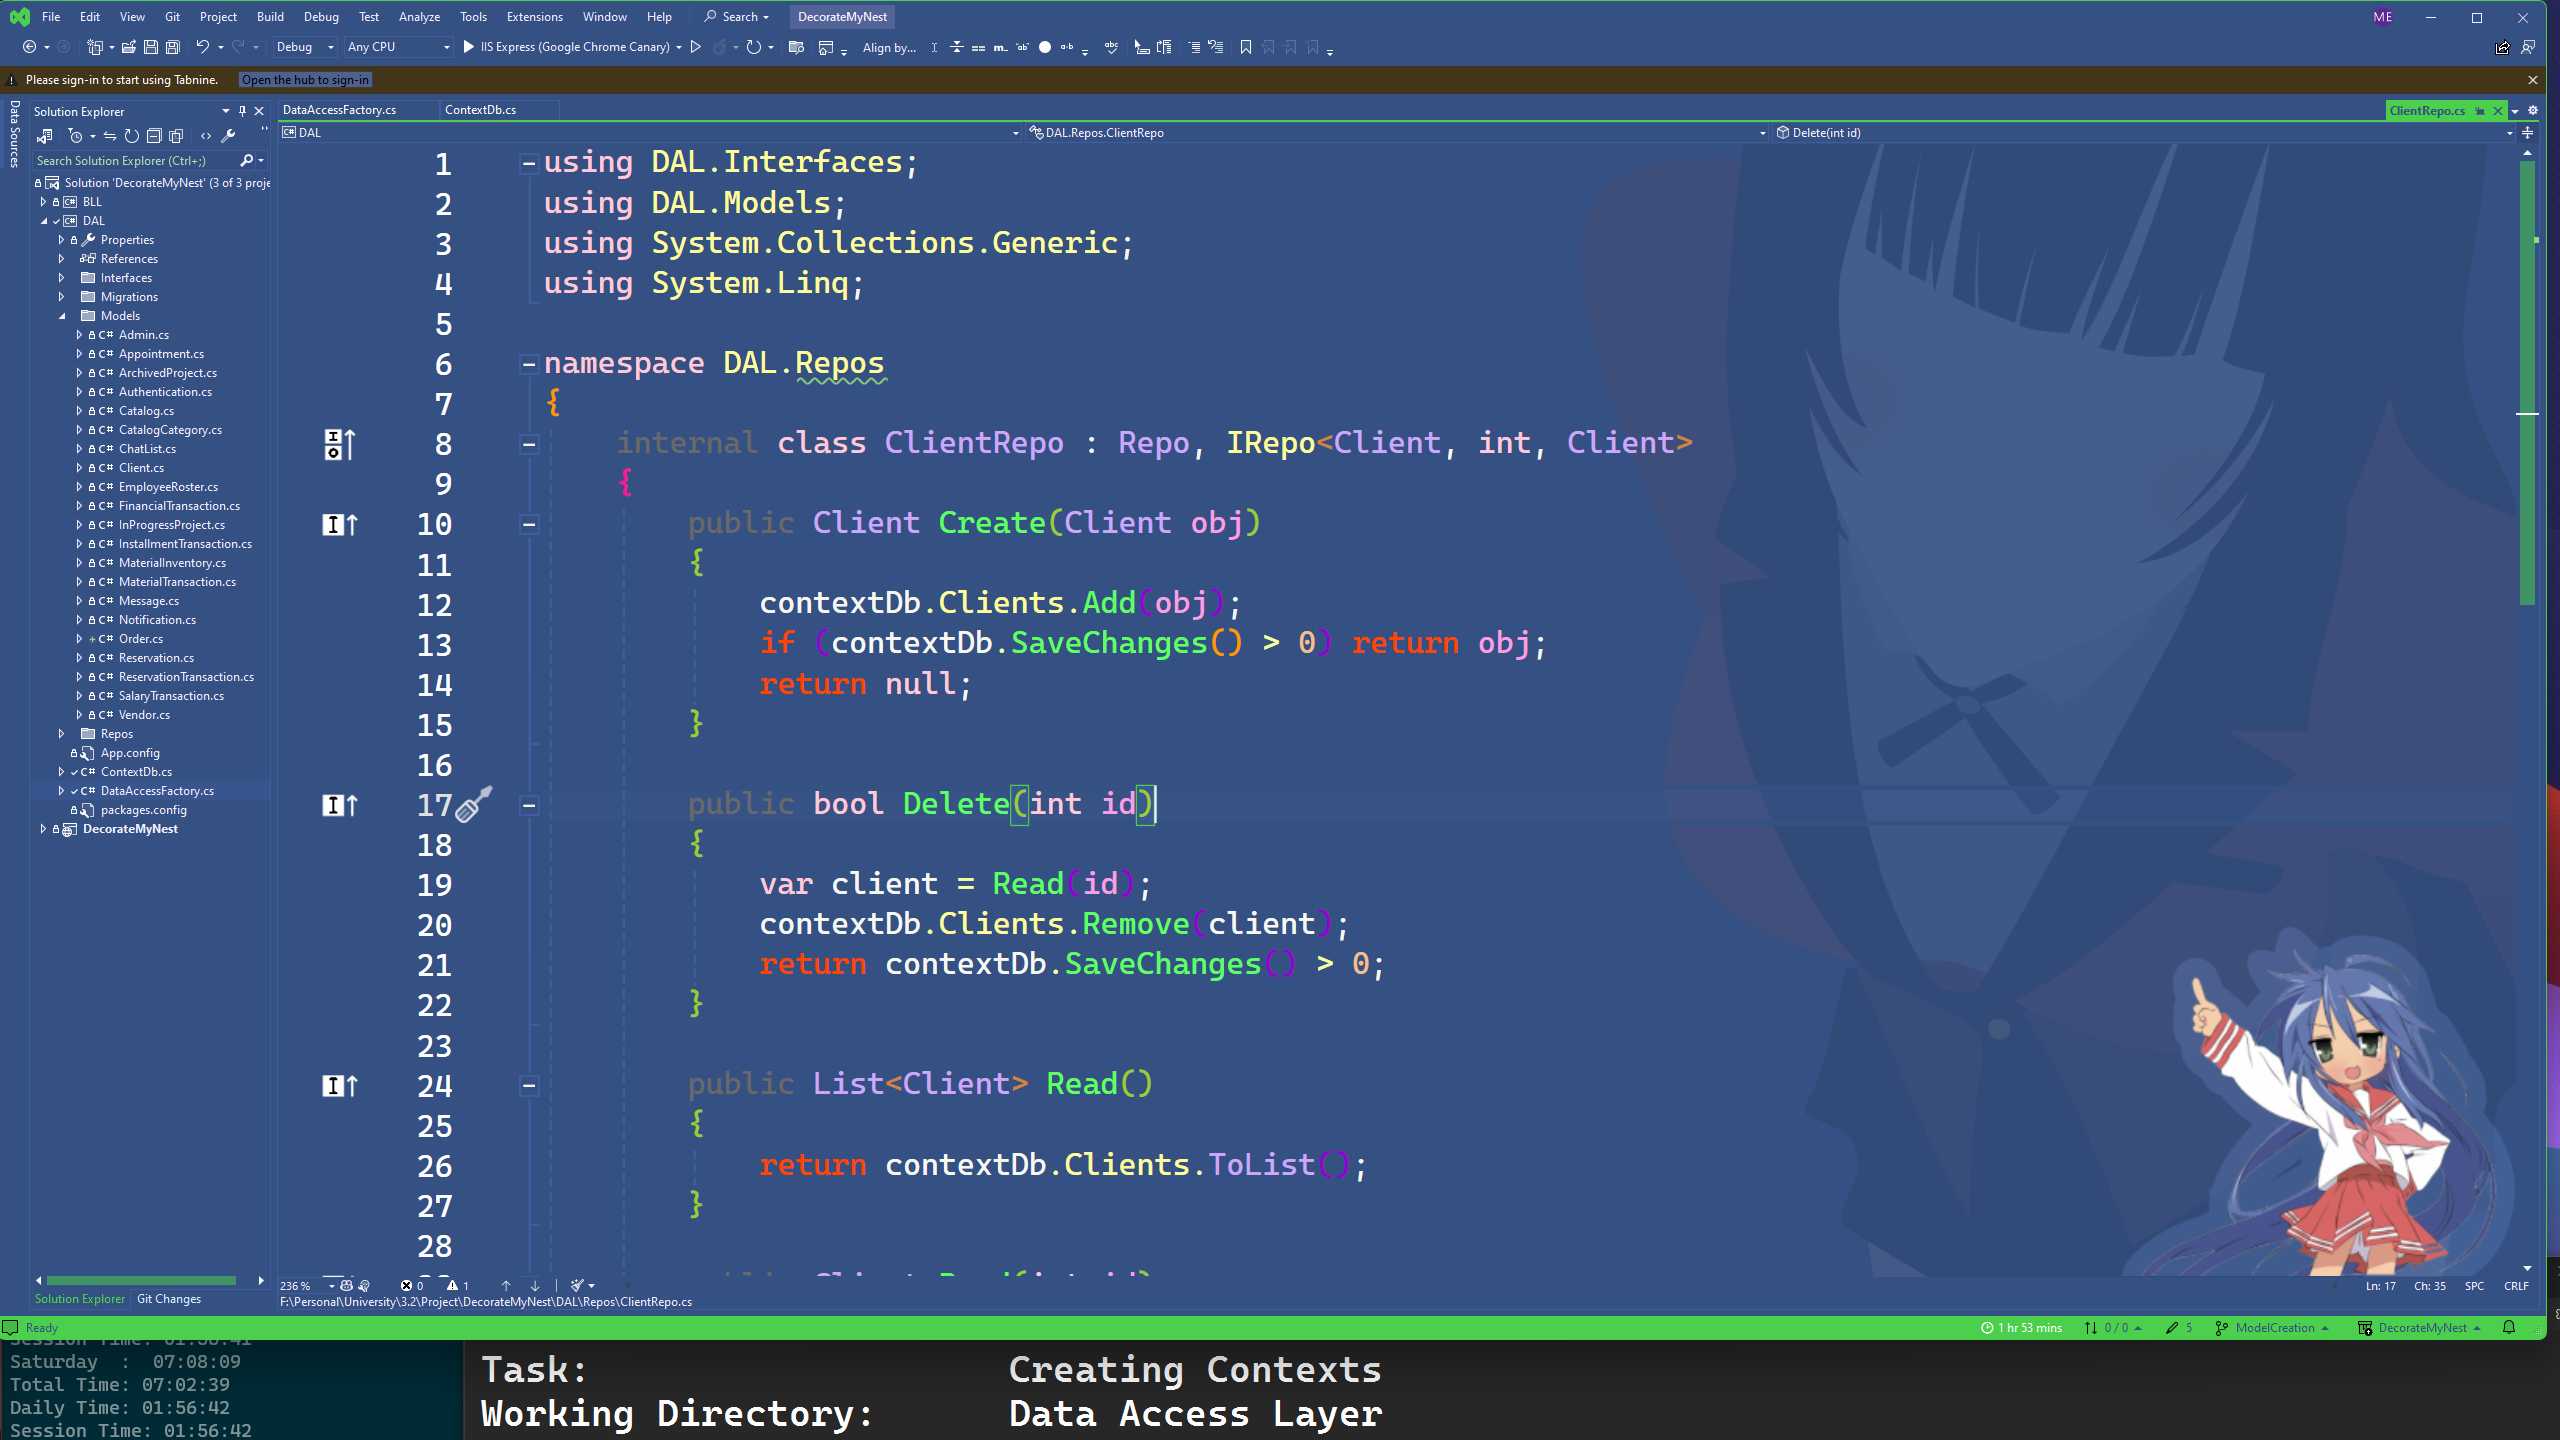 File Edit View Git Project Build Debug Test Analyze Tools Extensions Window Help Search DecorateMyNest ME
Debug Any CPU IIS Express (Google Chrome Canary) Align by...
Please sign-in to start using Tabnine. Open the hub to sign-in
Data Sources
Solution Explorer
Search Solution Explorer (Ctrl+;)
Solution 'DecorateMyNest' (3 of 3 proje
BLL
DAL
Properties
References
Interfaces
Migrations
Models
Admin.cs
Appointment.cs
ArchivedProject.cs
Authentication.cs
Catalog.cs
CatalogCategory.cs
ChatList.cs
Client.cs
EmployeeRoster.cs
FinancialTransaction.cs
InProgressProject.cs
InstallmentTransaction.cs
MaterialInventory.cs
MaterialTransaction.cs
Message.cs
Notification.cs
Order.cs
Reservation.cs
ReservationTransaction.cs
SalaryTransaction.cs
Vendor.cs
Repos
App.config
ContextDb.cs
DataAccessFactory.cs
packages.config
DecorateMyNest
Solution Explorer Git Changes
DataAccessFactory.cs ContextDb.cs ClientRepo.cs
DAL DAL.Repos.ClientRepo Delete(int id)
1 using DAL.Interfaces;
2 using DAL.Models;
3 using System.Collections.Generic;
4 using System.Linq;
5
6 namespace DAL.Repos
7 {
8 internal class ClientRepo : Repo, IRepo<Client, int, Client>
9 {
10 public Client Create(Client obj)
11 {
12 contextDb.Clients.Add(obj);
13 if (contextDb.SaveChanges() > 0) return obj;
14 return null;
15 }
16
17 public bool Delete(int id)
18 {
19 var client = Read(id);
20 contextDb.Clients.Remove(client);
21 return contextDb.SaveChanges() > 0;
22 }
23
24 public List<Client> Read()
25 {
26 return contextDb.Clients.ToList();
27 }
28
236 % 0 1 Ln: 17 Ch: 35 SPC CRLF
F:\Personal\University\3.2\Project\DecorateMyNest\DAL\Repos\ClientRepo.cs
Ready 1 hr 53 mins 0 / 0 5 ModelCreation DecorateMyNest
Saturday : 07:08:09
Total Time: 07:02:39
Daily Time: 01:56:42
Session Time: 01:56:42
Task: Creating Contexts
Working Directory: Data Access Layer